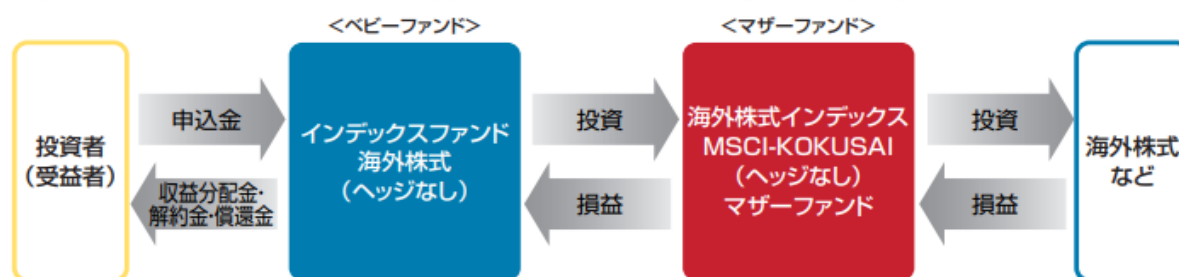 <ベビーファンド>
<マザーファンド>
投資者
(受益者)
申込金
収益分配金・
解約金・償還金
インデックスファンド
海外株式
(ヘッジなし)
投資
損益
海外株式インデックス
MSCI-KOKUSAI
(ヘッジなし)
マザーファンド
投資
損益
海外株式
など